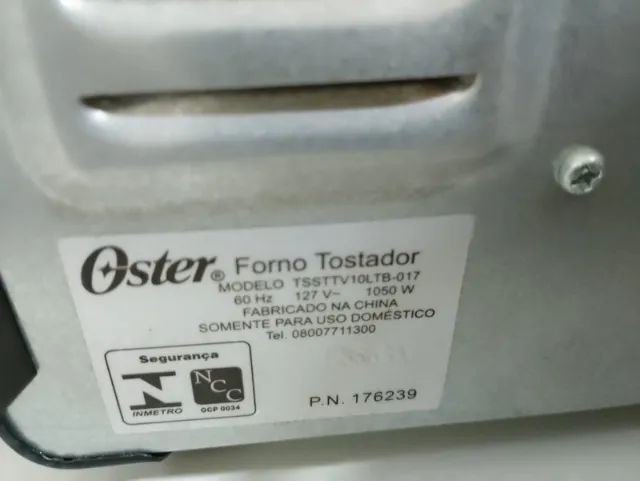 Oster® Forno Tostador
MODELO TSSTTV10LTB-017
60 Hz 127 V~ 1050 W
FABRICADO NA CHINA
SOMENTE PARA USO DOMÉSTICO
Tel. 08007711300
Segurança
NCC
INMETRO
OCP 0034
P.N. 176239